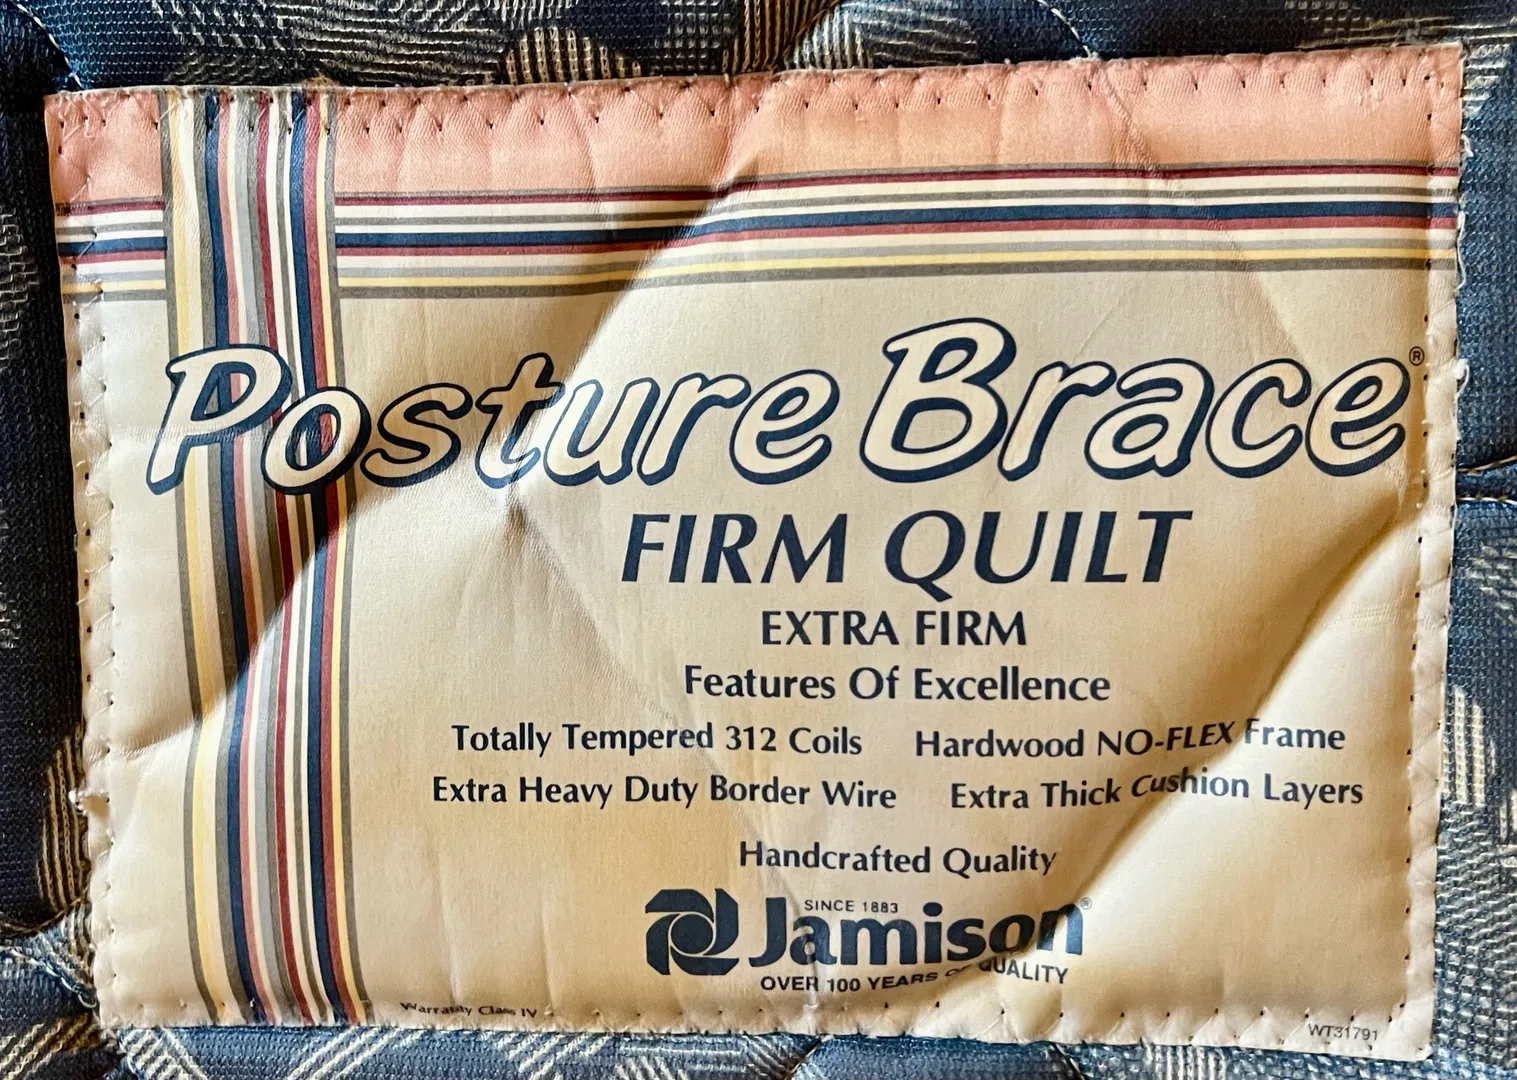 Posture Brace®
FIRM QUILT
EXTRA FIRM
Features Of Excellence
Totally Tempered 312 Coils Hardwood NO-FLEX Frame
Extra Heavy Duty Border Wire Extra Thick Cushion Layers
Handcrafted Quality
SINCE 1883
Jamison®
OVER 100 YEARS OF QUALITY
Warranty Class IV
WT31791